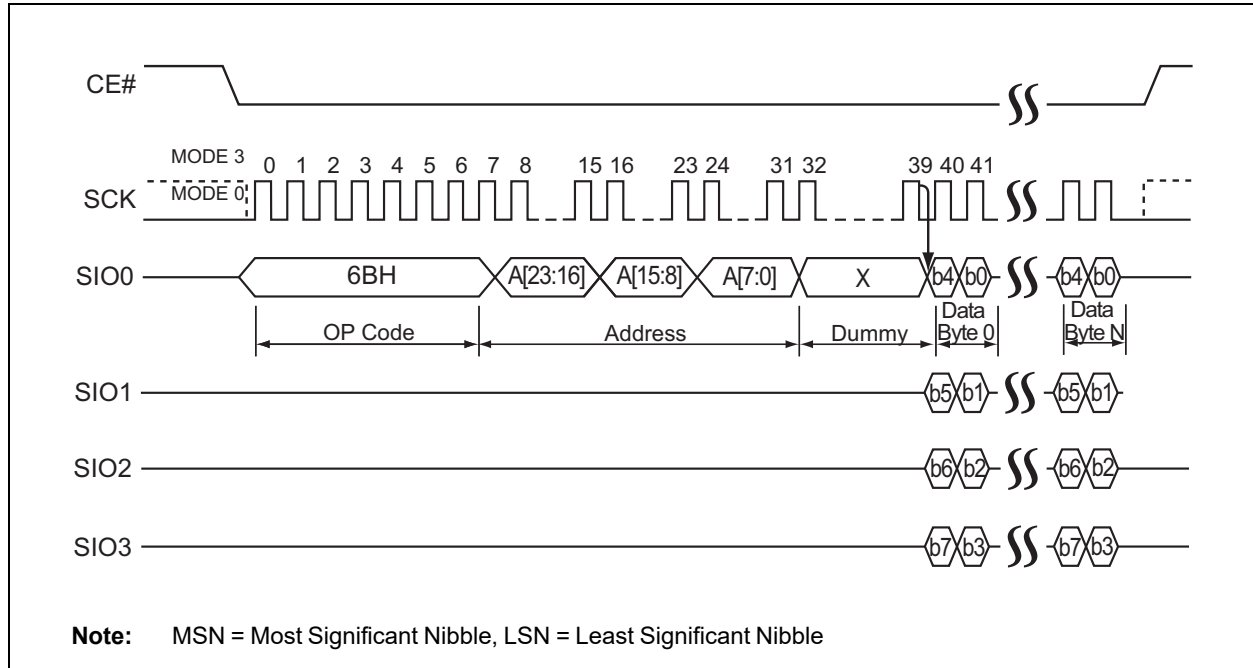 CE#
MODE 3
0 1 2 3 4 5 6 7 8 15 16 23 24 31 32 39 40 41
SCK
MODE 0
SIO0
6BH
A[23:16]
A[15:8]
A[7:0]
X
b4
b0
b4
b0
OP Code
Address
Dummy
Data
Byte 0
Data
Byte N
SIO1
b5
b1
b5
b1
SIO2
b6
b2
b6
b2
SIO3
b7
b3
b7
b3
Note: MSN = Most Significant Nibble, LSN = Least Significant Nibble